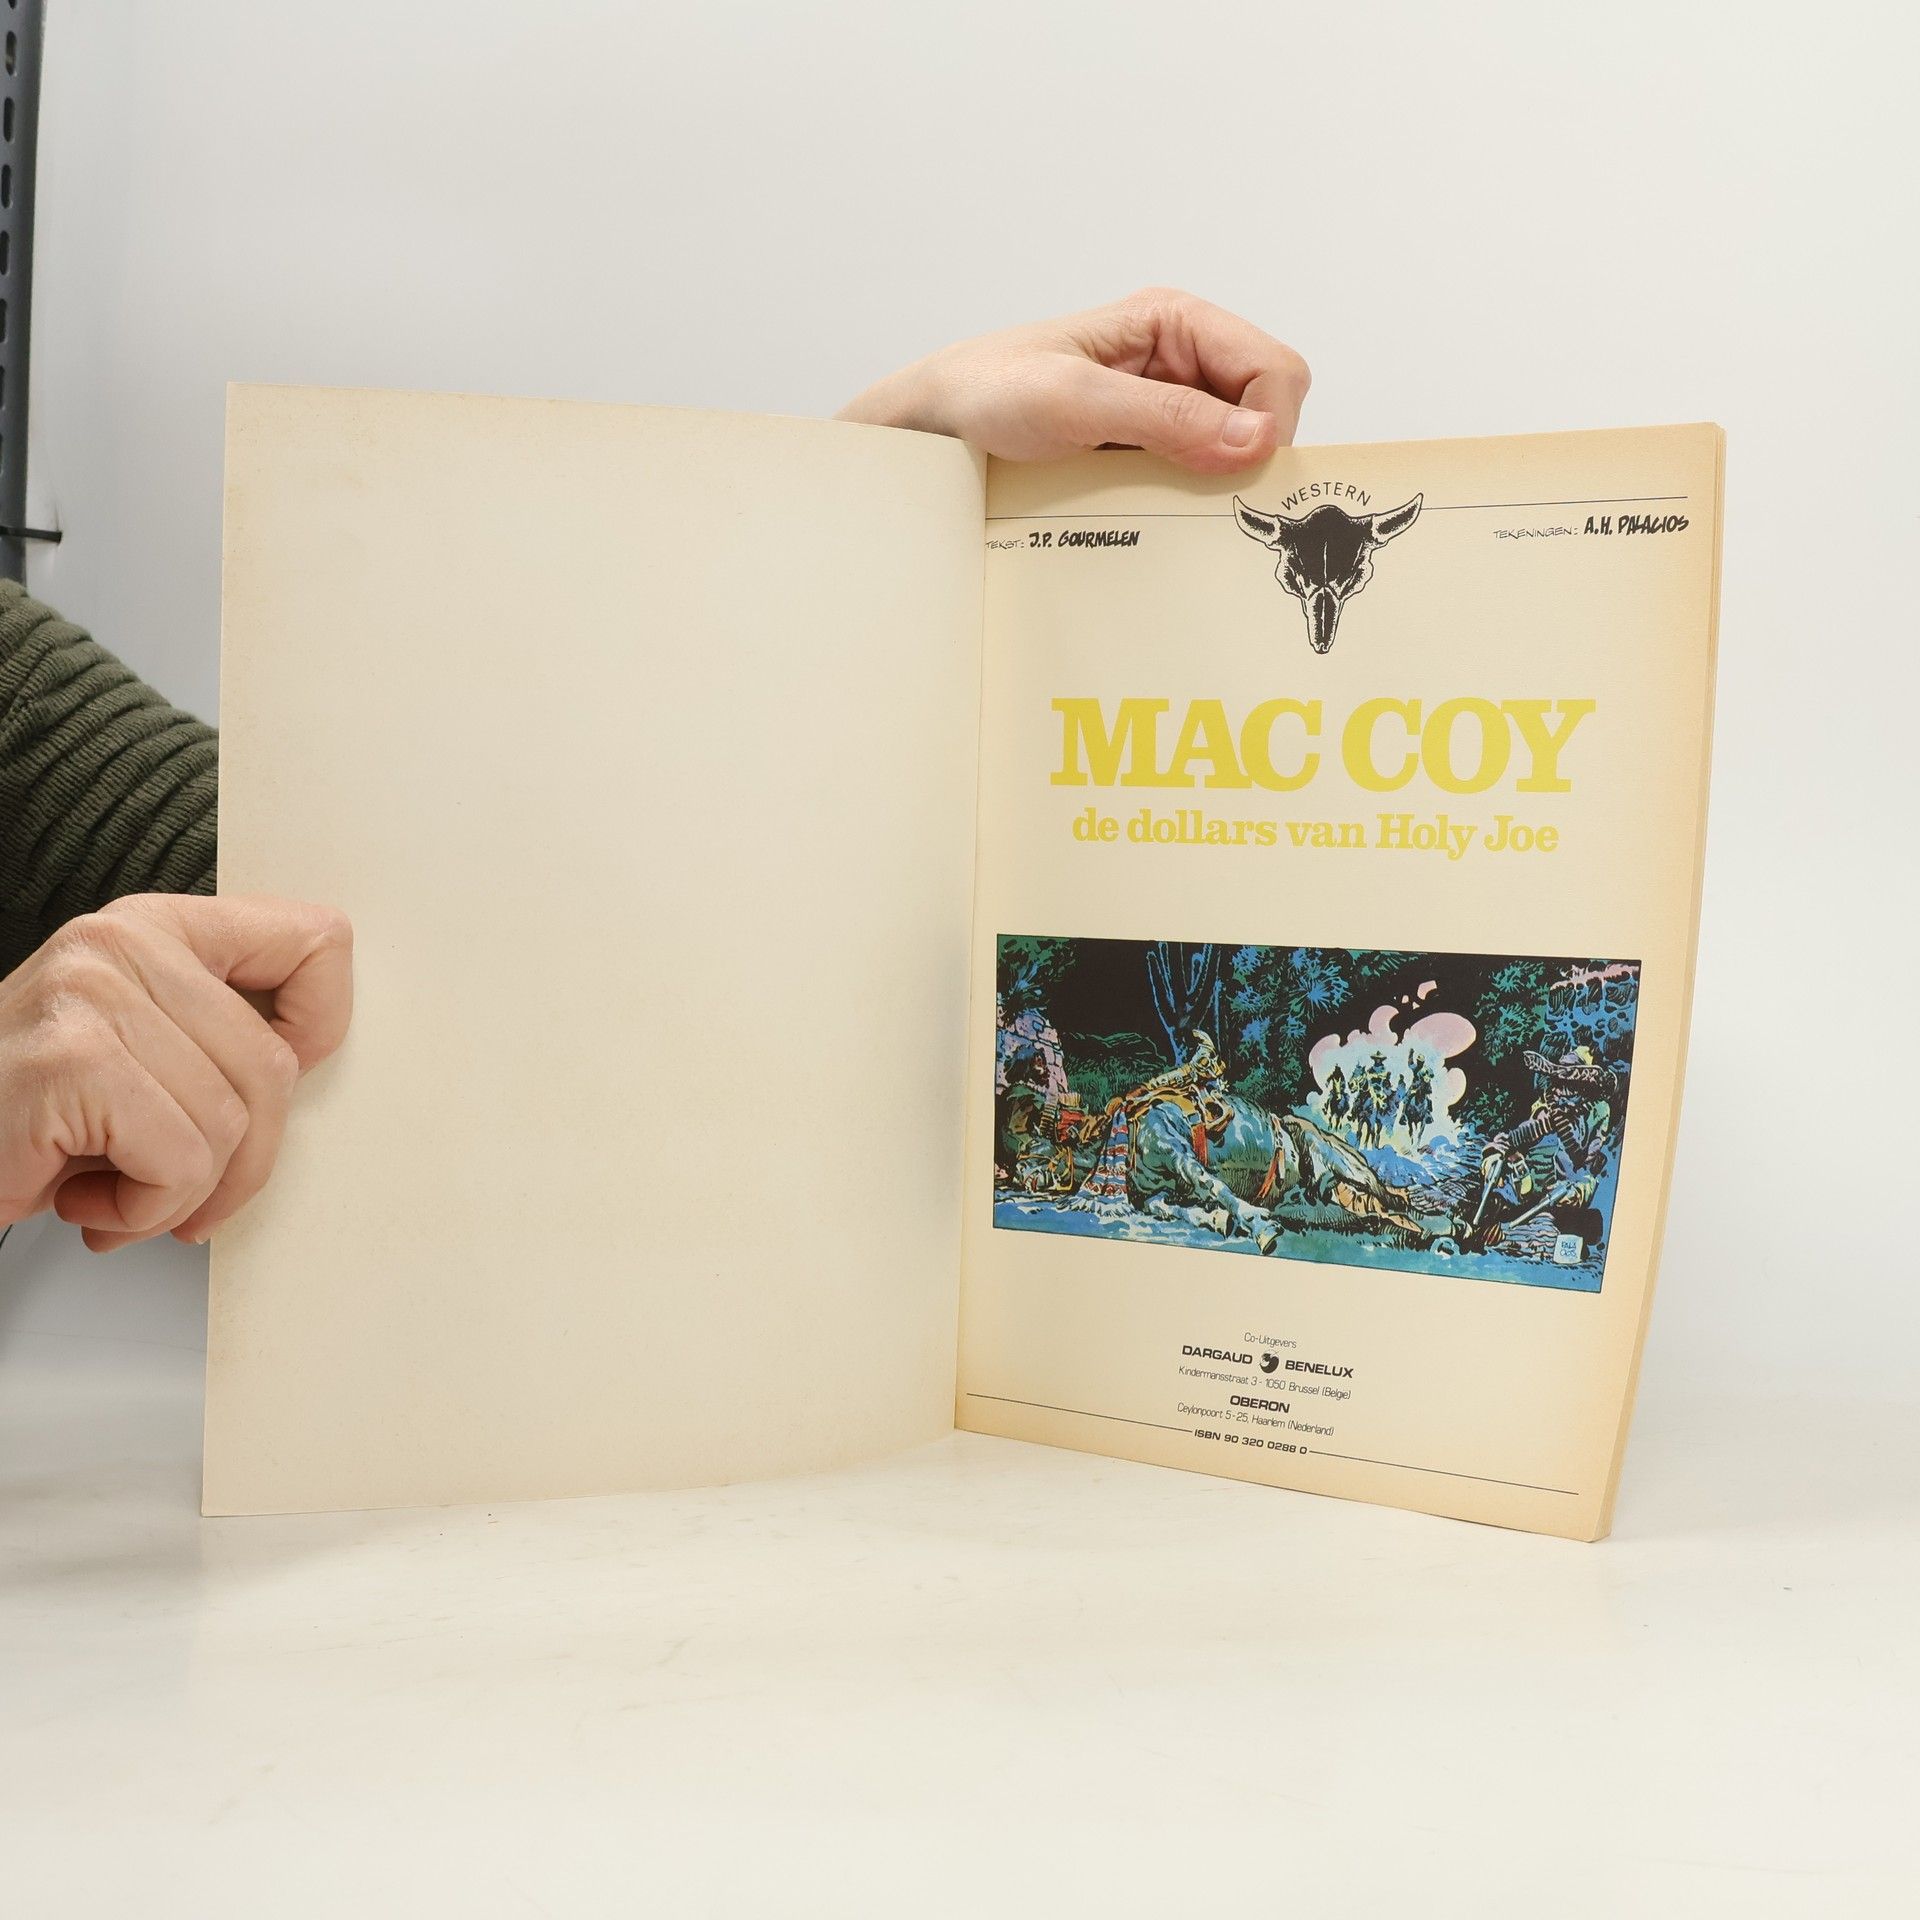 WESTERN
TEKST: J.P. GOURMELEN
TEKENINGEN: A.H. PALACIOS
MAC COY
de dollars van Holy Joe
PALACIOS
Co-Uitgevers
DARGAUD BENELUX
Kindermansstraat 3 - 1050 Brussel (België)
OBERON
Ceylonpoort 5-25, Haarlem (Nederland)
ISBN 90 320 0288 0